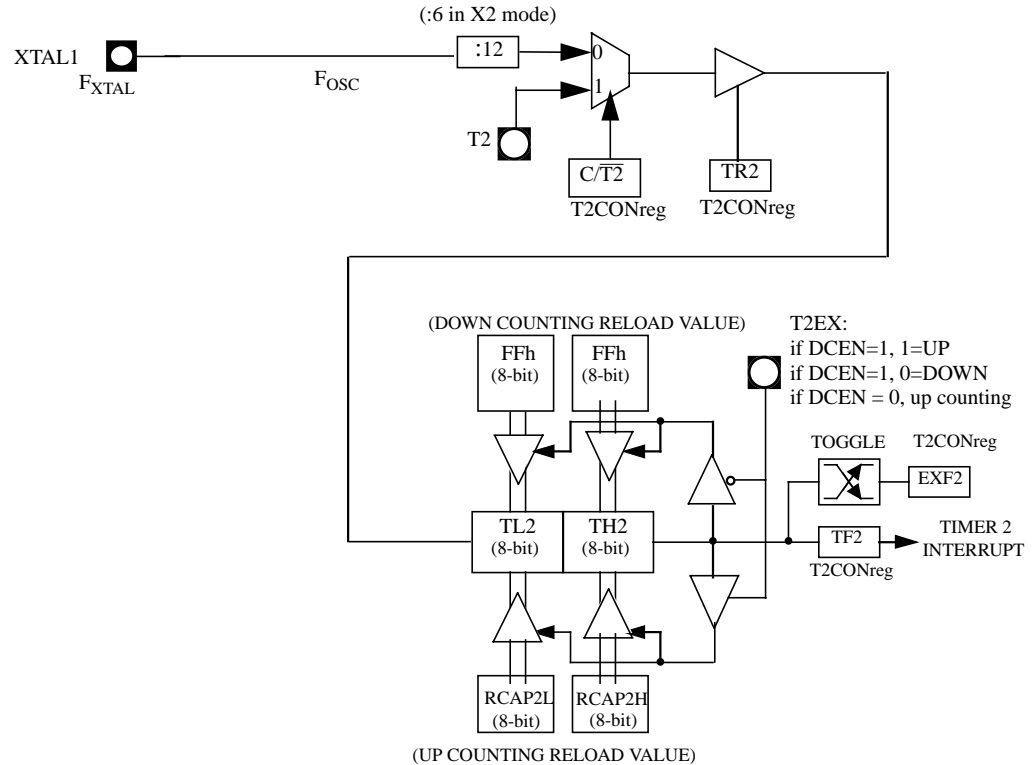 (:6 in X2 mode)
XTAL1
:12
0
FXTAL
FOSC
1
T2
C/T2
TR2
T2CONreg
T2CONreg
(DOWN COUNTING RELOAD VALUE)
T2EX:
if DCEN=1, 1=UP
if DCEN=1, 0=DOWN
if DCEN = 0, up counting
FFh
(8-bit)
FFh
(8-bit)
TOGGLE
T2CONreg
EXF2
TL2
(8-bit)
TH2
(8-bit)
TF2
T2CONreg
TIMER 2
INTERRUPT
RCAP2L
(8-bit)
RCAP2H
(8-bit)
(UP COUNTING RELOAD VALUE)